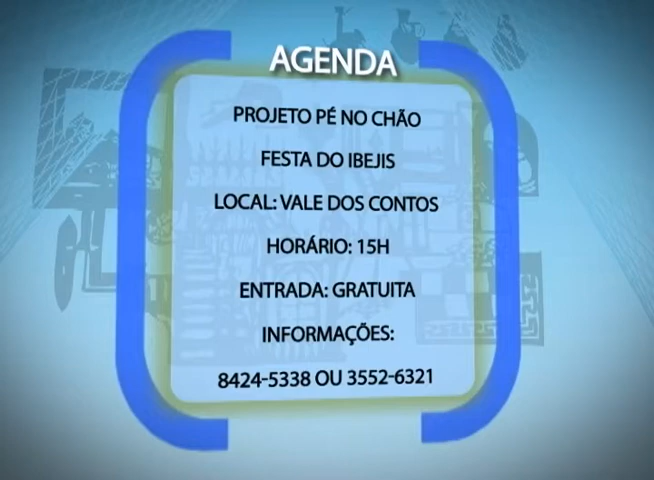 AGENDA
PROJETO PÉ NO CHÃO
FESTA DO IBEJIS
LOCAL: VALE DOS CONTOS
HORÁRIO: 15H
ENTRADA: GRATUITA
INFORMAÇÕES:
8424-5338 OU 3552-6321